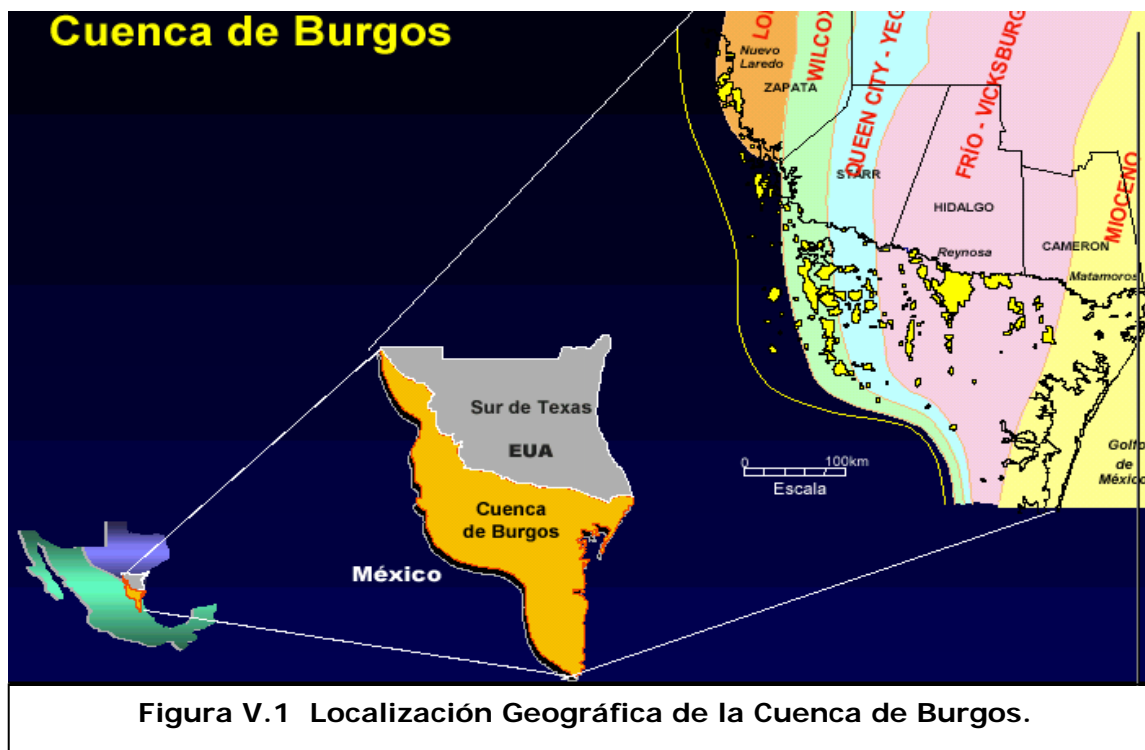 Cuenca de Burgos
WILCOX
QUEEN CITY - YEG
FRÍO - VICKSBURG
MIOCENO
Nuevo
Laredo
ZAPATA
STARR
HIDALGO
Reynosa
CAMERON
Matamoros
Golfo
de
México
0 100km
Escala
Sur de Texas
EUA
Cuenca
de Burgos
México
Figura V.1 Localización Geográfica de la Cuenca de Burgos.